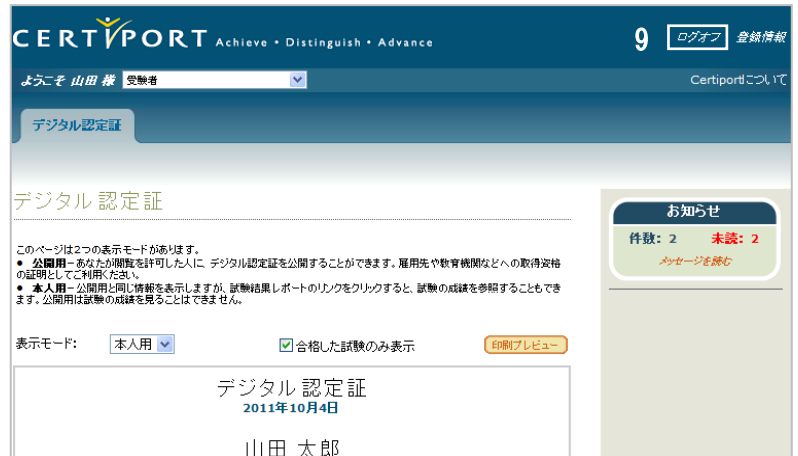 CERTIPORT Achieve • Distinguish • Advance
9 ログオフ 登録情報
ようこそ 山田 様 受験者
Certiportについて
デジタル認定証
デジタル 認定証
このページは2つの表示モードがあります。
● 公開用－あなたが閲覧を許可した人に、デジタル認定証を公開することができます。雇用先や教育機関などへの取得資格
の証明としてご利用ください。
● 本人用－公開用と同じ情報を表示しますが、試験結果レポートのリンクをクリックすると、試験の成績を参照することもでき
ます。公開用は試験の成績を見ることはできません。
表示モード： 本人用 合格した試験のみ表示 印刷プレビュー
デジタル 認定証
2011年10月4日
山田 太郎
お知らせ
件数: 2 未読: 2
メッセージを読む